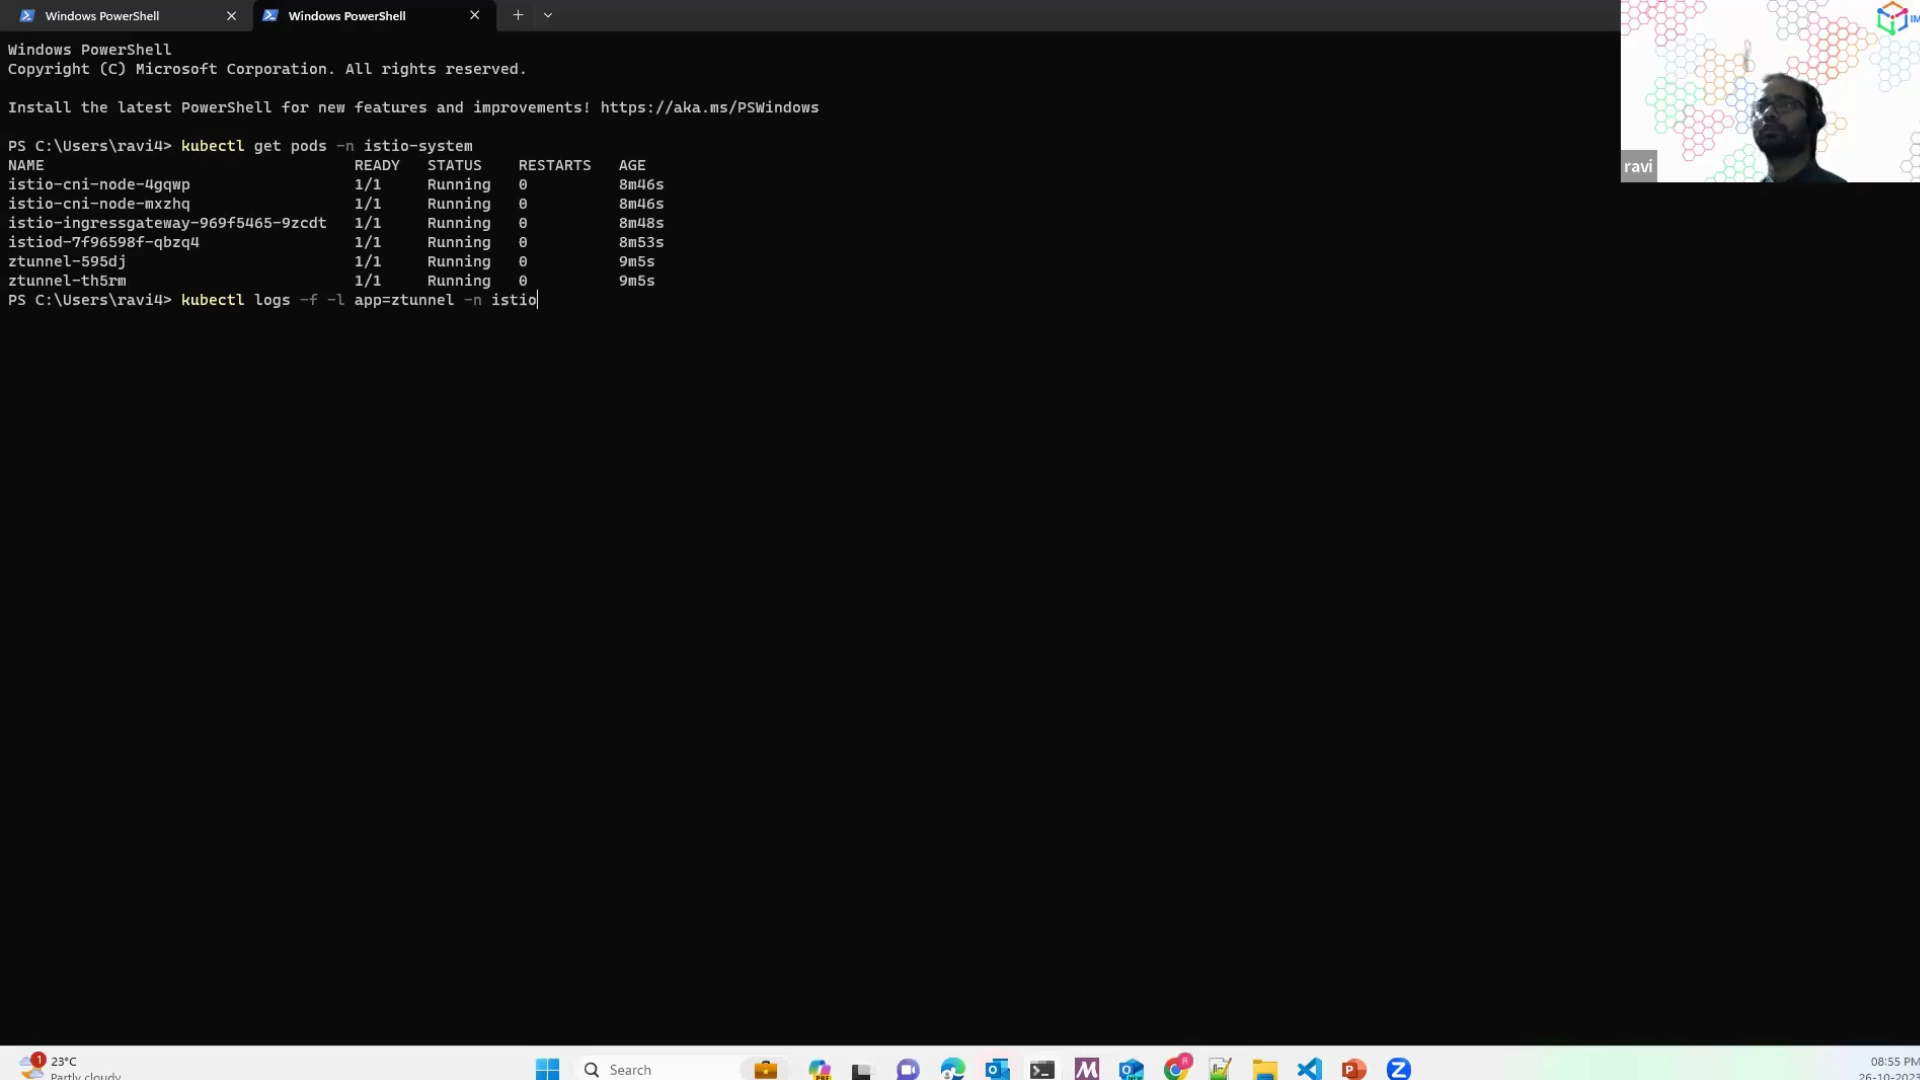 Windows PowerShell
Windows PowerShell
Windows PowerShell
Copyright (C) Microsoft Corporation. All rights reserved.
Install the latest PowerShell for new features and improvements! https://aka.ms/PSWindows
PS C:\Users\ravi4> kubectl get pods -n istio-system
NAME READY STATUS RESTARTS AGE
istio-cni-node-4gqwp 1/1 Running 0 8m46s
istio-cni-node-mxzhq 1/1 Running 0 8m46s
istio-ingressgateway-969f5465-9zcdt 1/1 Running 0 8m48s
istiod-7f96598f-qbzq4 1/1 Running 0 8m53s
ztunnel-595dj 1/1 Running 0 9m5s
ztunnel-th5rm 1/1 Running 0 9m5s
PS C:\Users\ravi4> kubectl logs -f -l app=ztunnel -n istio
IM
ravi
1
23°C
Partly cloudy
Search
PRE
08:55 PM
26-10-2023